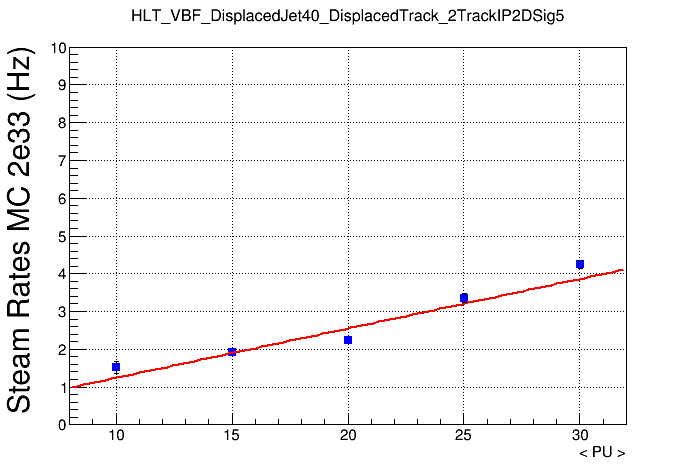 HLT_VBF_DisplacedJet40_DisplacedTrack_2TrackIP2DSig5
Steam Rates MC 2e33 (Hz)
10
9
8
7
6
5
4
3
2
1
0
10 15 20 25 30
< PU >